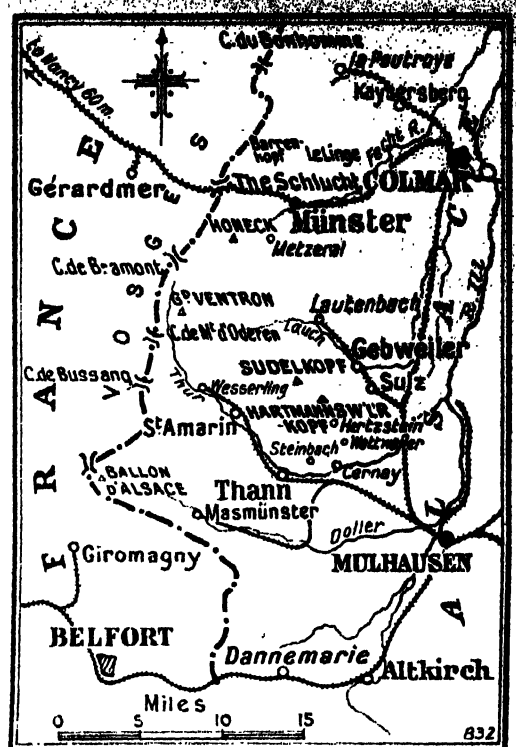 C. du Bonhomme
La Poutroye
To Nancy 60 m.
Kaysersberg
Barrenkopf
le Linge
Fecht R.
Gérardmer
The Schlucht
COLMAR
Münster
HONECK
Metzeral
C. de Bramont
GD VENTRON
Lautenbach
C. de Mt d'Oderen
Lauch
Gebweiler
SUDELKOPF
C. de Bussang
Thur
Wesserling
Sulz
HARTMANNSWLR
-KOPF
Hertzstein
St Amarin
Steinbach
Wattweiler
Cernay
BALLON
D'ALSACE
Thann
Masmünster
Doller
Giromagny
MULHAUSEN
BELFORT
Dannemarie
Altkirch
R. Ill
FRANCE
VOSGES
ALSACE
Miles
0 5 10 15
832